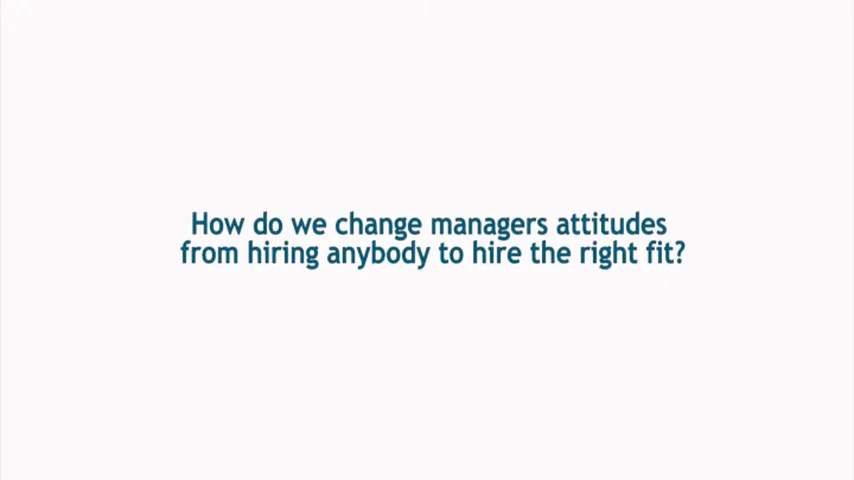 How do we change managers attitudes
from hiring anybody to hire the right fit?